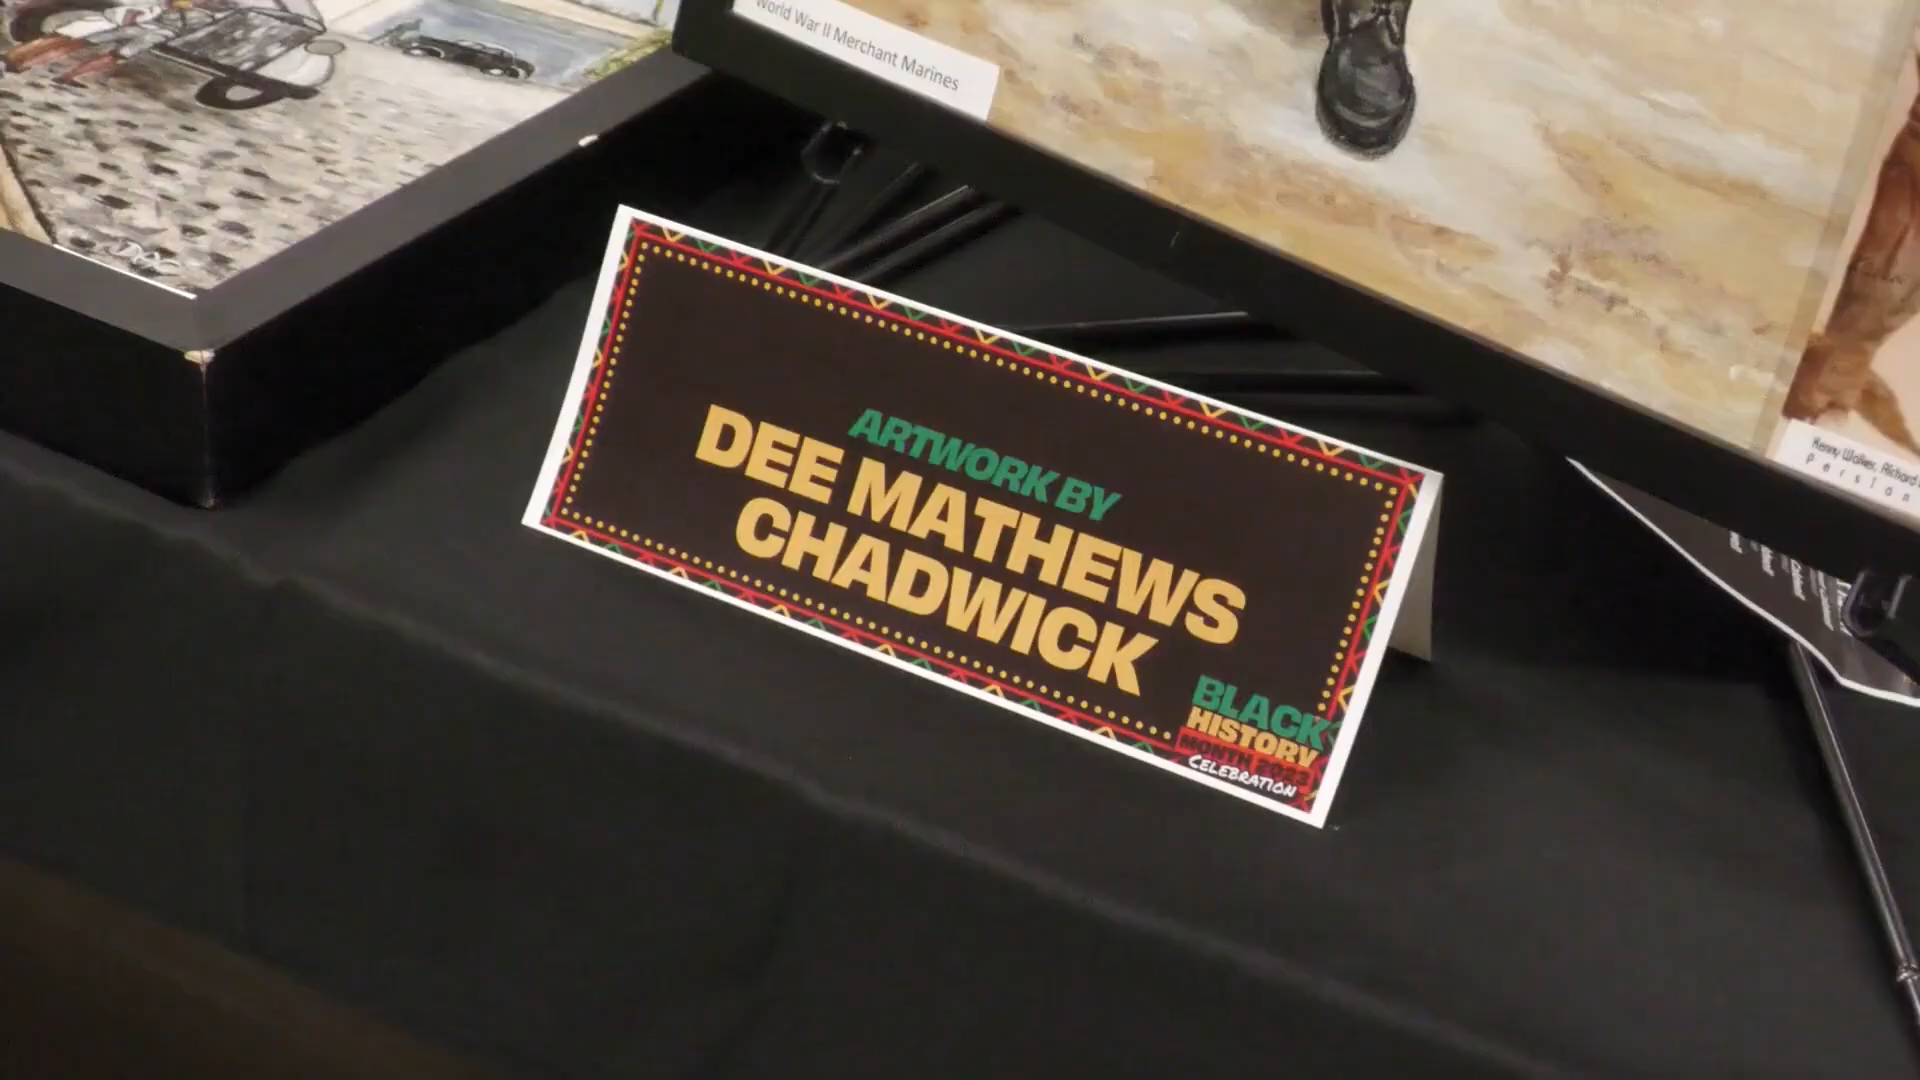 World War II Merchant Marines
ARTWORK BY
DEE MATHEWS
CHADWICK
BLACK
HISTORY
MONTH 2023
CELEBRATION
Kenny Walker, Richard